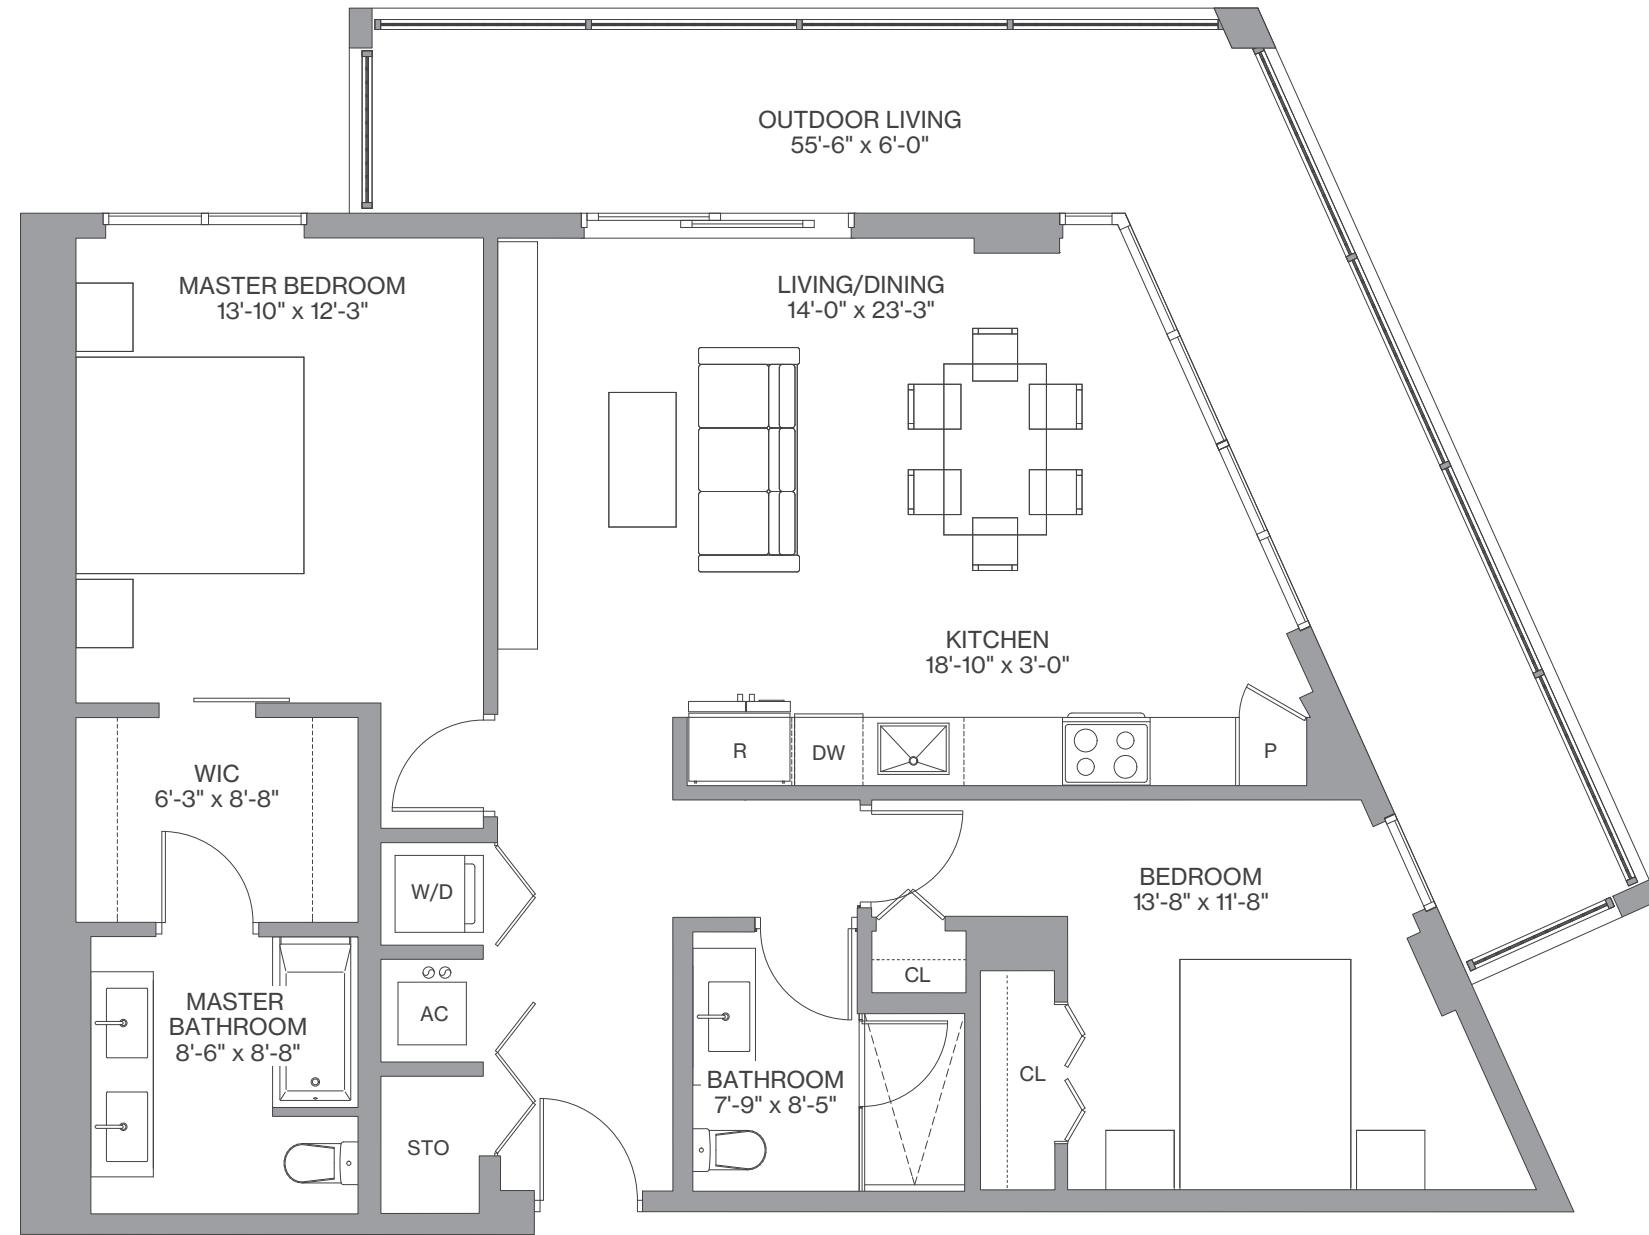 OUTDOOR LIVING
55'-6" x 6'-0"
MASTER BEDROOM
13'-10" x 12'-3"
LIVING/DINING
14'-0" x 23'-3"
KITCHEN
18'-10" x 3'-0"
R
DW
P
WIC
6'-3" x 8'-8"
W/D
BEDROOM
13'-8" x 11'-8"
CL
AC
MASTER
BATHROOM
8'-6" x 8'-8"
CL
BATHROOM
7'-9" x 8'-5"
STO